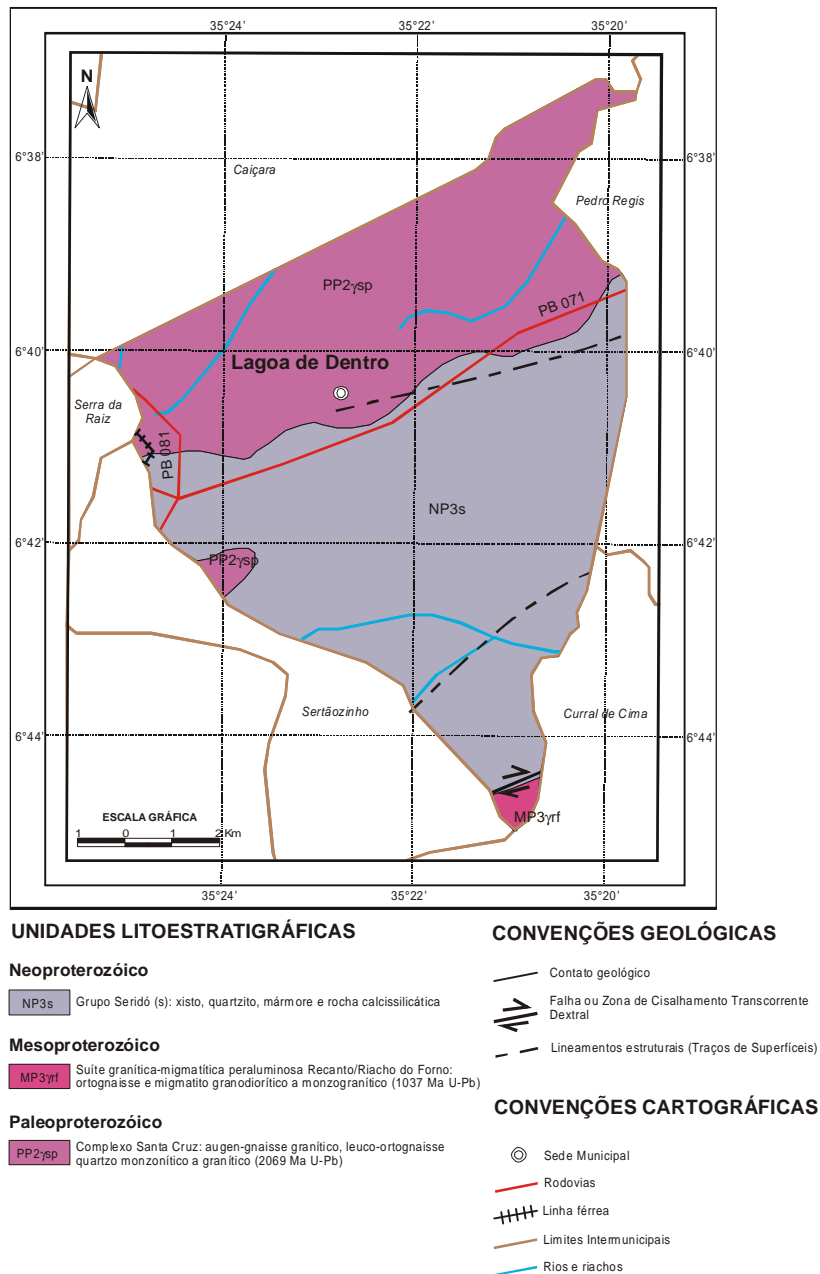 35°24'
35°22'
35°20'
N
6°38'
6°38'
Caiçara
Pedro Regis
PP2γsp
PB 071
6°40'
6°40'
Lagoa de Dentro
Serra da
Raiz
PB 081
NP3s
6°42'
6°42'
PP2γsp
Sertãozinho
Curral de Cima
6°44'
6°44'
ESCALA GRÁFICA
1 0 1 2 Km
MP3γrf
35°24'
35°22'
35°20'
UNIDADES LITOESTRATIGRÁFICAS
Neoproterozóico
NP3s Grupo Seridó (s): xisto, quartzito, mármore e rocha calcissilicática
Mesoproterozóico
MP3γrf Suíte granítica-migmatítica peraluminosa Recanto/Riacho do Forno:
ortognaisse e migmatito granodiorítico a monzogranítico (1037 Ma U-Pb)
Paleoproterozóico
PP2γsp Complexo Santa Cruz: augen-gnaisse granítico, leuco-ortognaisse
quartzo monzonítico a granítico (2069 Ma U-Pb)
CONVENÇÕES GEOLÓGICAS
Contato geológico
Falha ou Zona de Cisalhamento Transcorrente
Dextral
Lineamentos estruturais (Traços de Superfíceis)
CONVENÇÕES CARTOGRÁFICAS
Sede Municipal
Rodovias
Linha férrea
Limites Intermunicipais
Rios e riachos